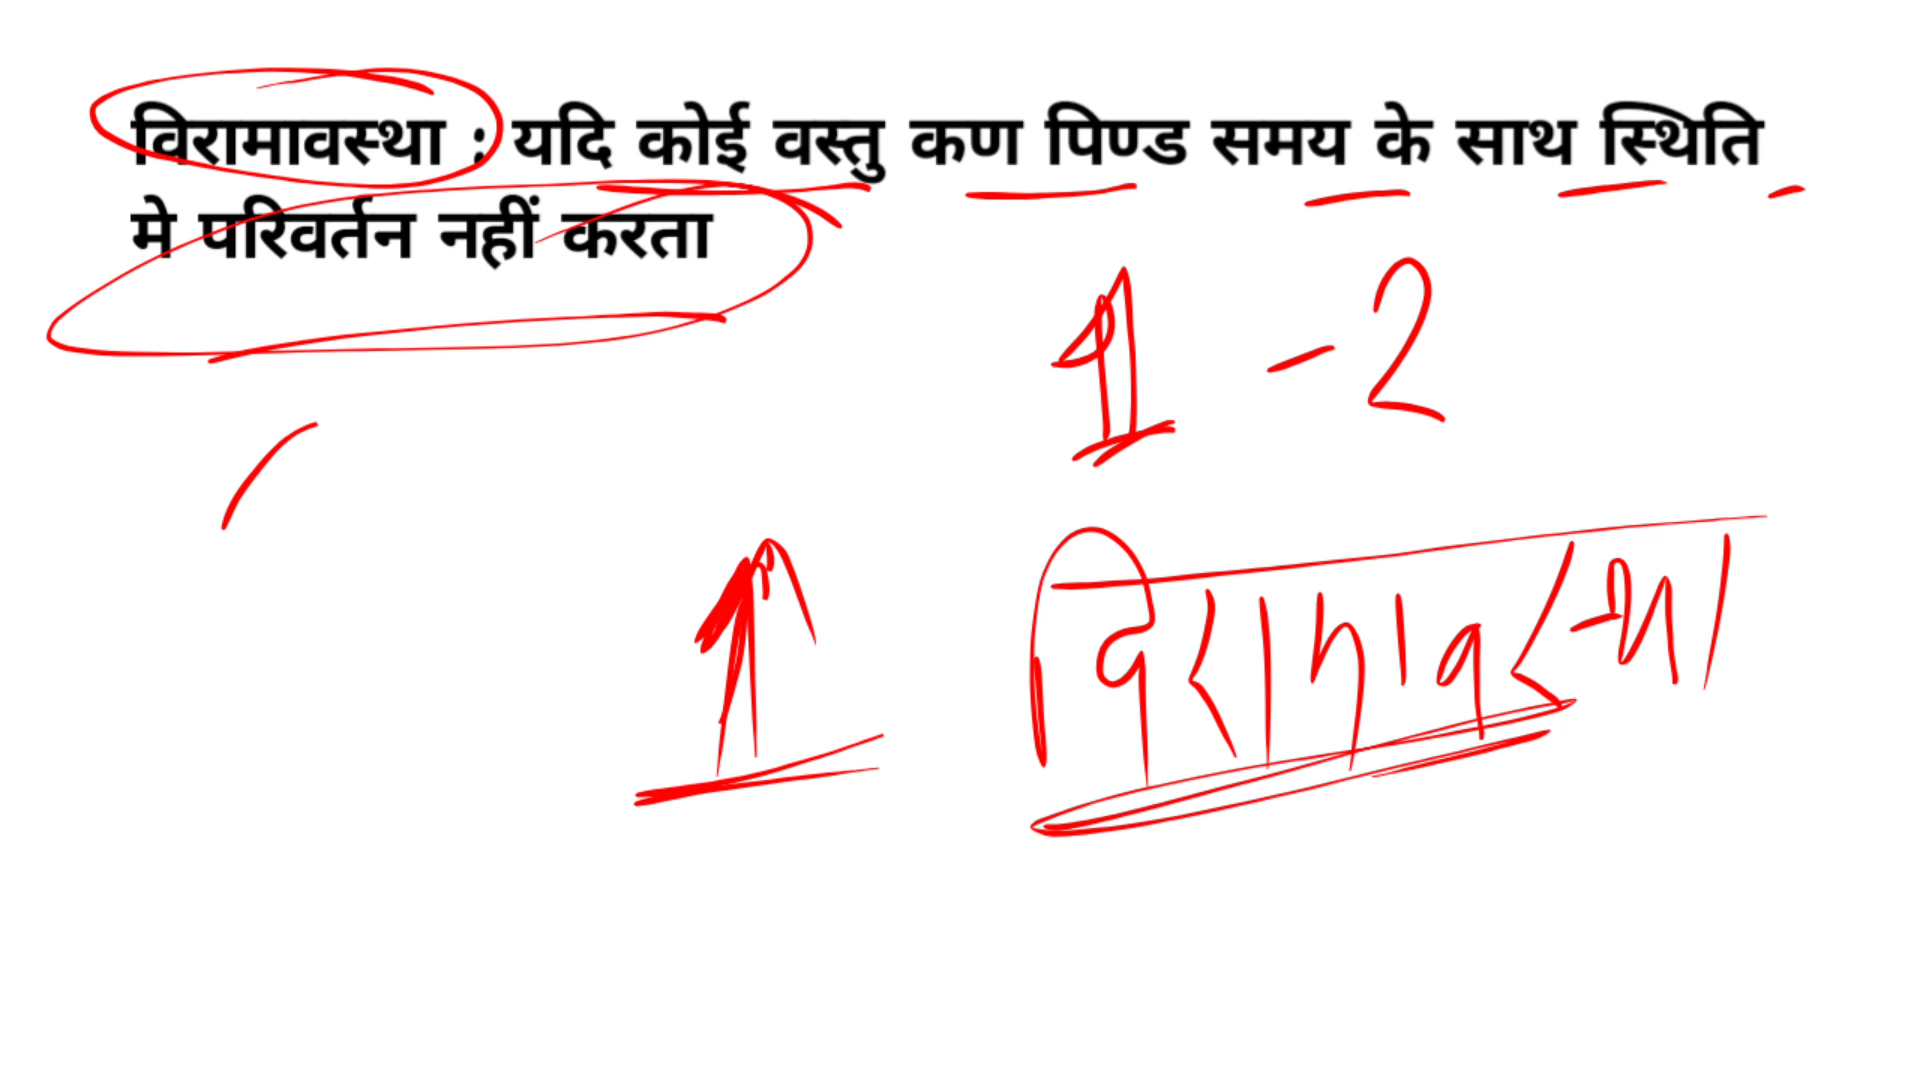 विरामावस्था : यदि कोई वस्तु कण पिण्ड समय के साथ स्थिति
मे परिवर्तन नहीं करता
1 - 2
विरामावस्था